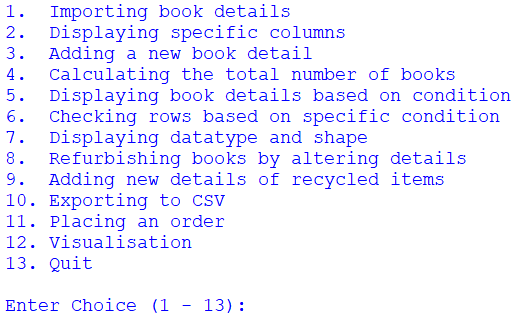 1.  Importing book details
2.  Displaying specific columns
3.  Adding a new book detail
4.  Calculating the total number of books
5.  Displaying book details based on condition
6.  Checking rows based on specific condition
7.  Displaying datatype and shape
8.  Refurbishing books by altering details
9.  Adding new details of recycled items
10. Exporting to CSV
11. Placing an order
12. Visualisation
13. Quit
Enter Choice (1 - 13):